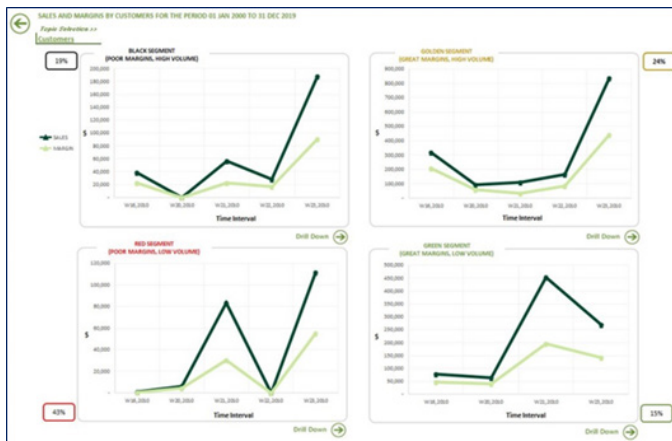 SALES AND MARGINS BY CUSTOMERS FOR THE PERIOD 01 JAN 2000 TO 31 DEC 2019
Topic Selection >>
Customers
19%
BLACK SEGMENT
(POOR MARGINS, HIGH VOLUME)
200,000
180,000
160,000
140,000
120,000
100,000
80,000
60,000
40,000
20,000
$
SALES
MARGIN
Time Interval
Drill Down
24%
GOLDEN SEGMENT
(GREAT MARGINS, HIGH VOLUME)
900,000
800,000
700,000
600,000
500,000
400,000
300,000
200,000
100,000
$
Time Interval
Drill Down
RED SEGMENT
(POOR MARGINS, LOW VOLUME)
120,000
100,000
80,000
60,000
40,000
20,000
$
43%
Time Interval
Drill Down
GREEN SEGMENT
(GREAT MARGINS, LOW VOLUME)
500,000
450,000
400,000
350,000
300,000
250,000
200,000
150,000
100,000
50,000
$
15%
Time Interval
Drill Down